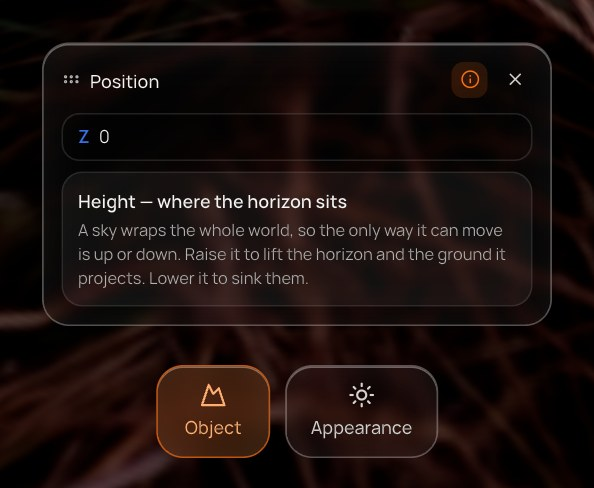 Position
Z 0
Height — where the horizon sits
A sky wraps the whole world, so the only way it can move
is up or down. Raise it to lift the horizon and the ground it
projects. Lower it to sink them.
Object
Appearance